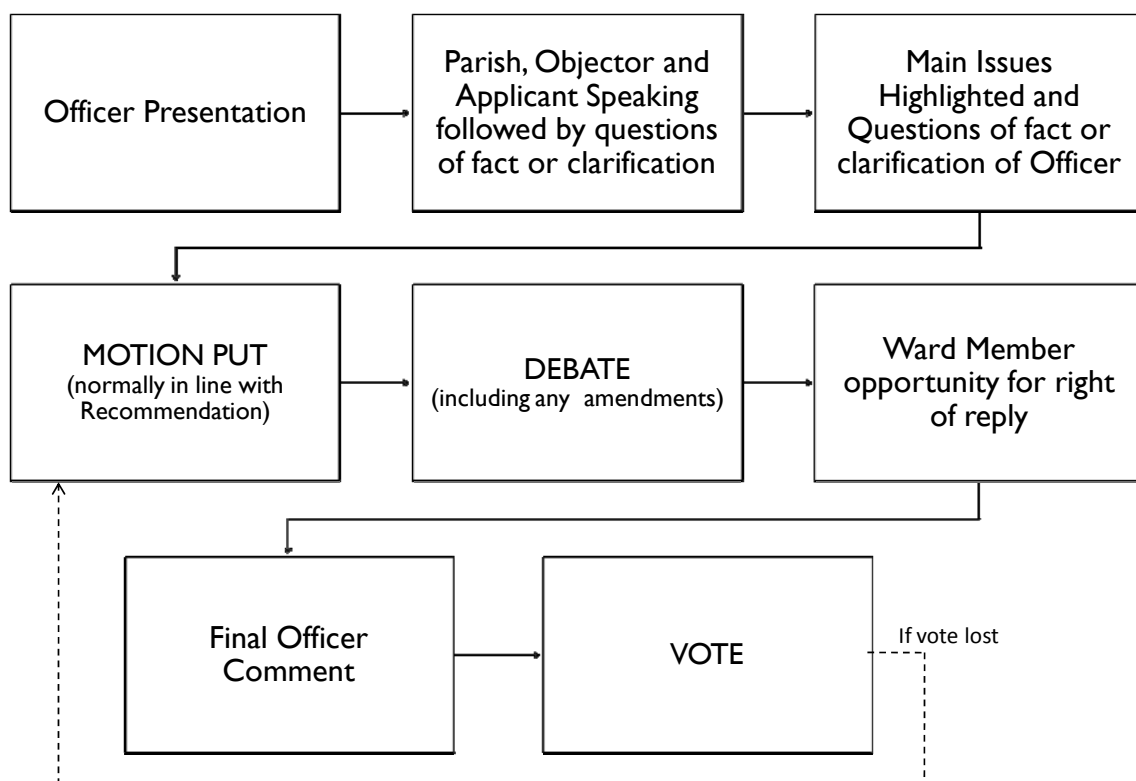 Officer Presentation
Parish, Objector and
Applicant Speaking
followed by questions
of fact or clarification
Main Issues
Highlighted and
Questions of fact or
clarification of Officer
MOTION PUT
(normally in line with
Recommendation)
DEBATE
(including any amendments)
Ward Member
opportunity for right
of reply
Final Officer
Comment
VOTE
If vote lost